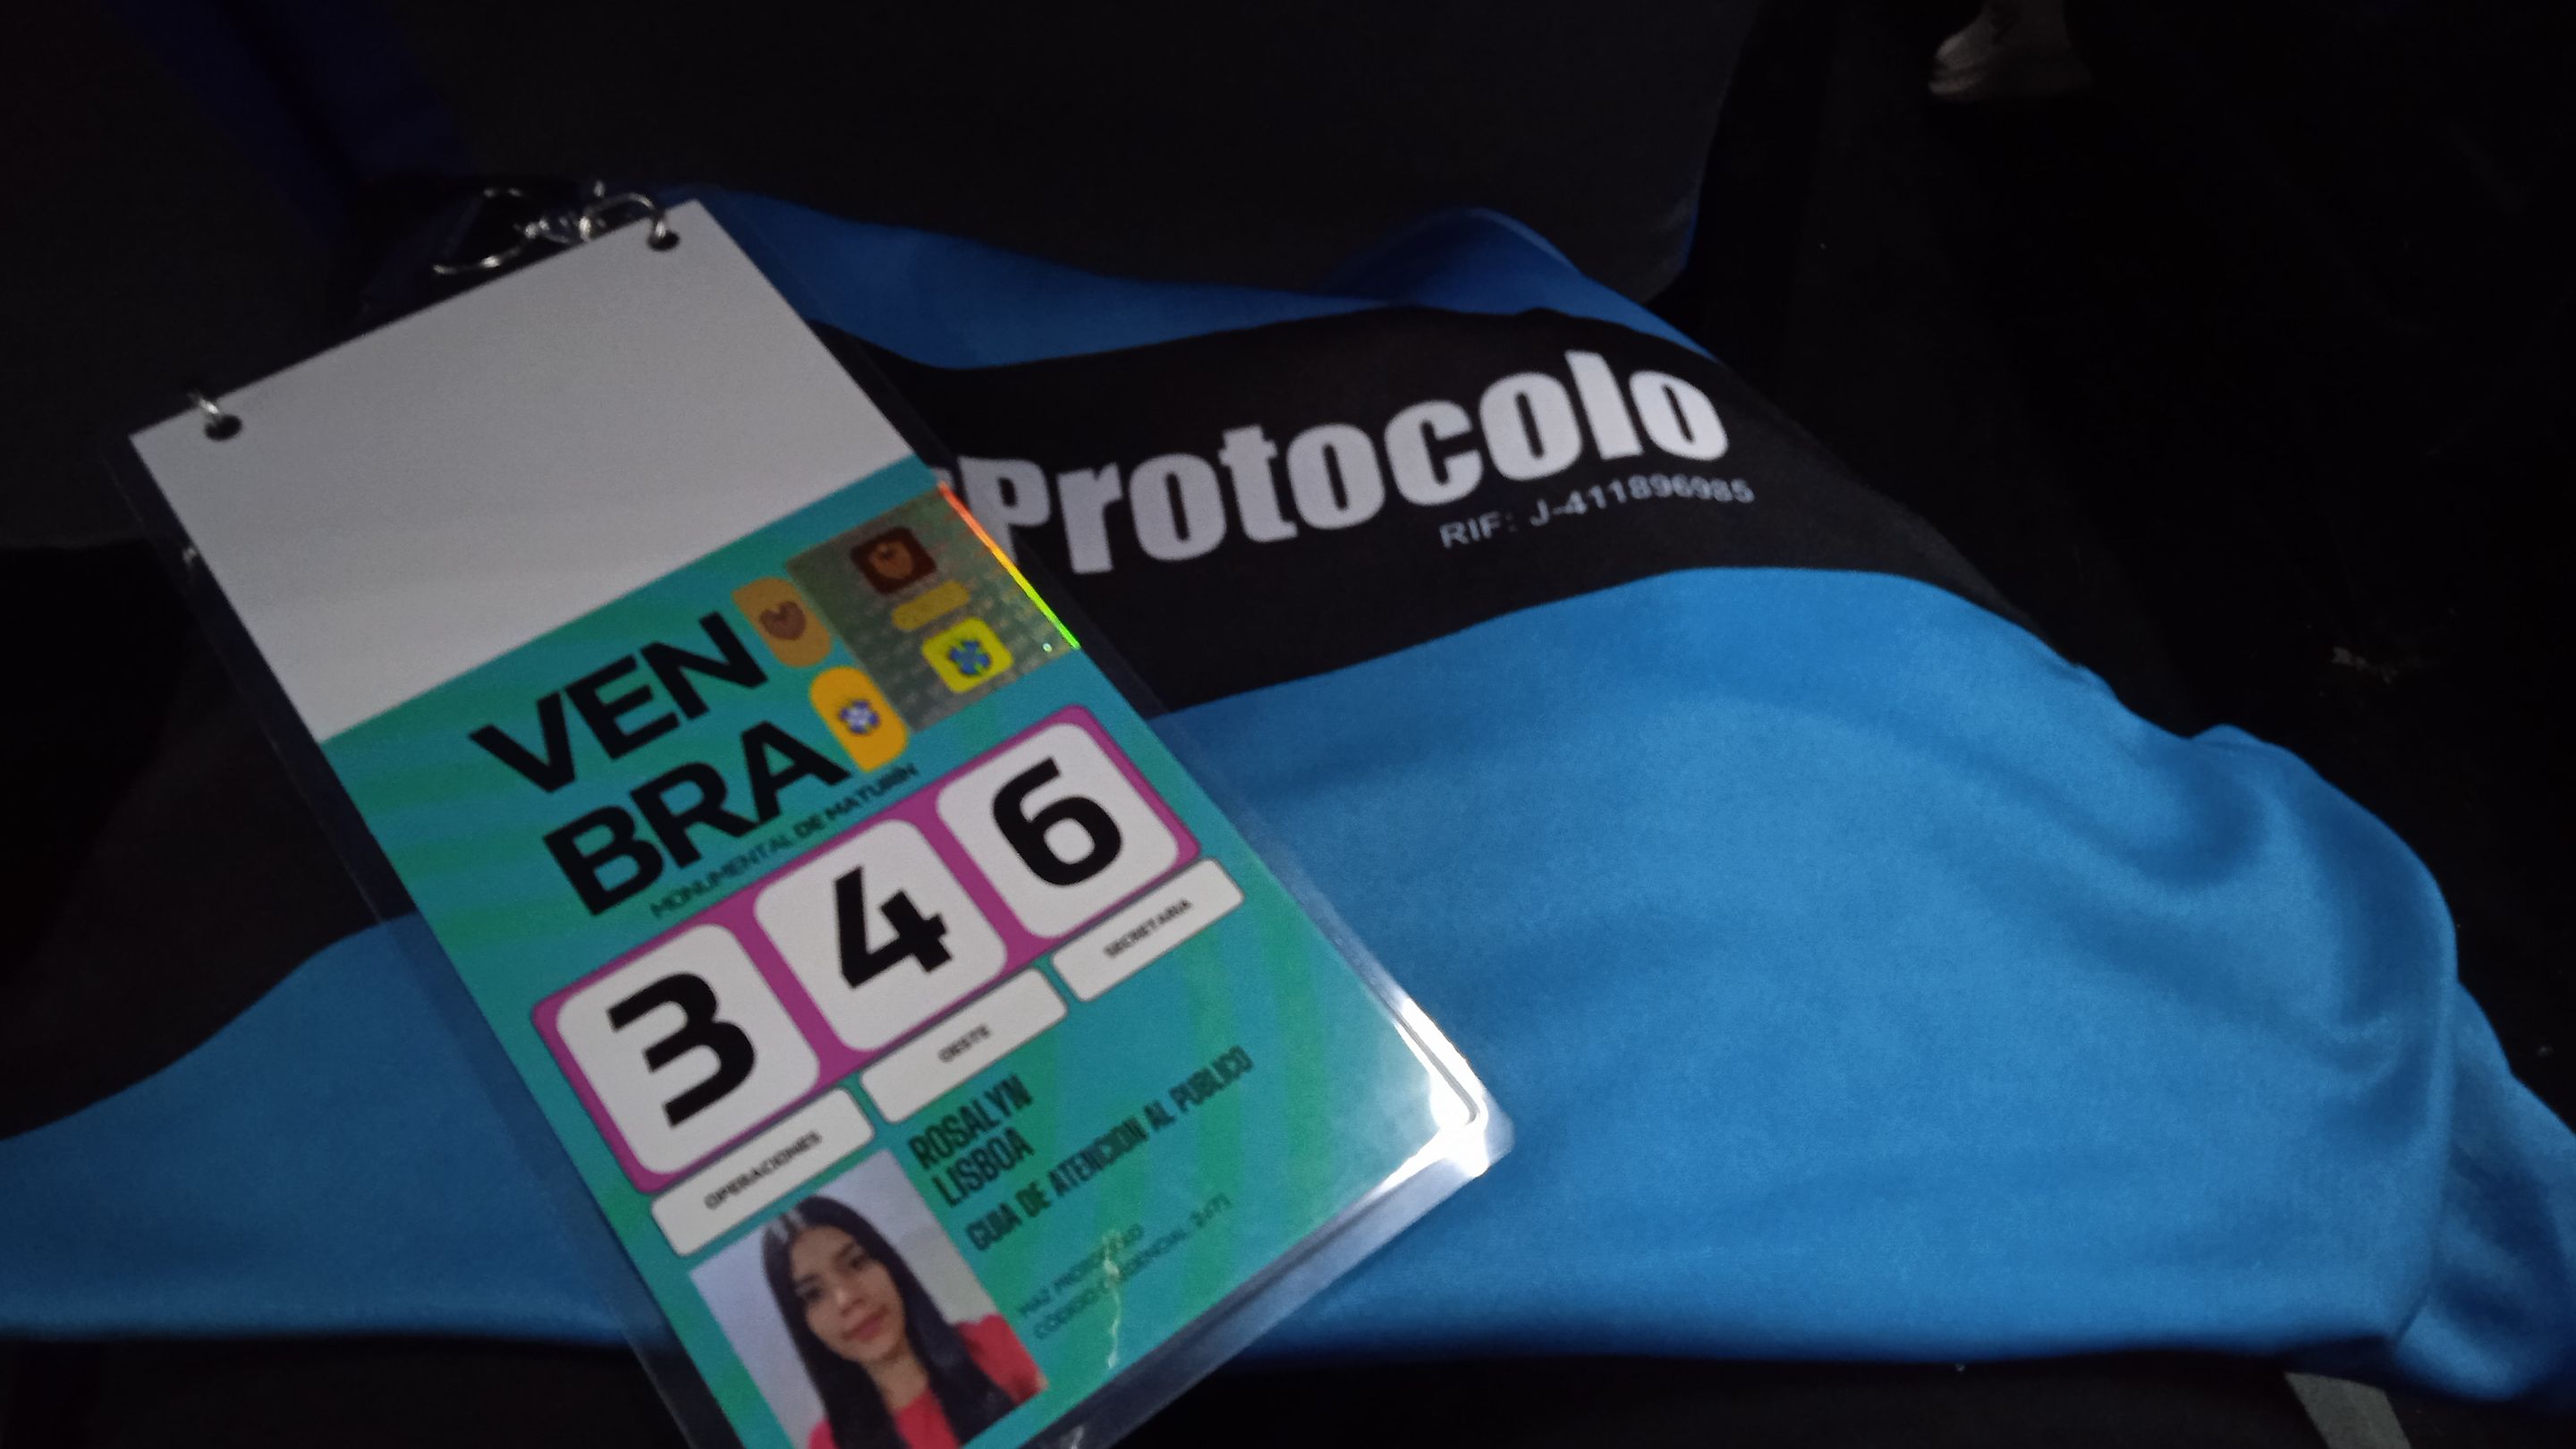 Protocolo
RIF: J-411896985
VEN
BRA
MONUMENTAL DE MATURÍN
3 4 6
OPERACIONES
OESTE
SECRETARIA
ROSALYN
LISBOA
GUIA DE ATENCION AL PUBLICO